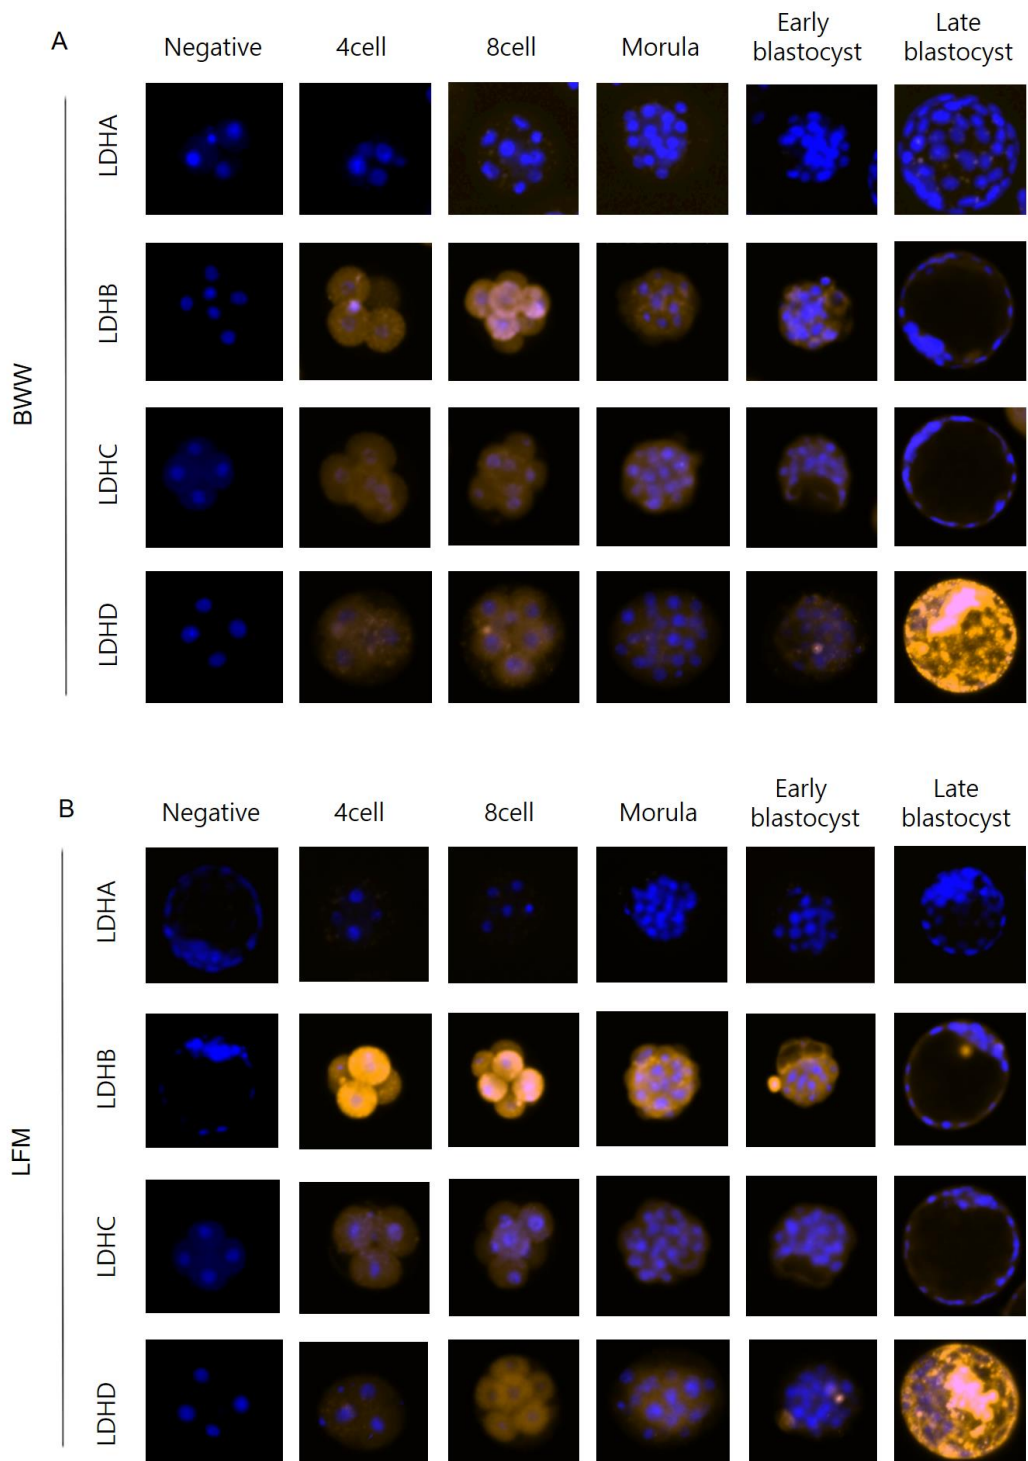 A
Negative
4cell
8cell
Morula
Early
blastocyst
Late
blastocyst
BWW
LDHA
LDHB
LDHC
LDHD
B
Negative
4cell
8cell
Morula
Early
blastocyst
Late
blastocyst
LFM
LDHA
LDHB
LDHC
LDHD